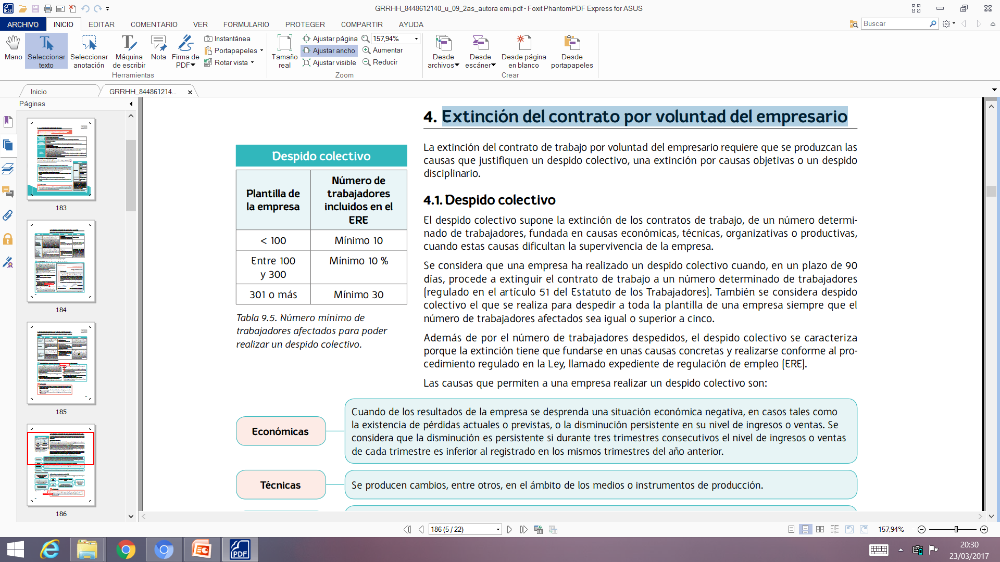 GRRHH_8448612140_u_09_2as_autora emi.pdf - Foxit PhantomPDF Express for ASUS
ARCHIVO INICIO EDITAR COMENTARIO VER FORMULARIO PROTEGER COMPARTIR AYUDA
Buscar
Mano
Seleccionar texto
Seleccionar anotación
Máquina de escribir
Nota
Firma de PDF
Instantánea
Portapapeles
Rotar vista
Herramientas
Tamaño real
Ajustar página
Ajustar ancho
Ajustar visible
157,94%
Aumentar
Reducir
Zoom
Desde archivos
Desde escáner
Desde página en blanco
Desde portapapeles
Crear
Inicio
GRRHH_844861214...
Páginas
183
184
185
186
4. Extinción del contrato por voluntad del empresario
La extinción del contrato de trabajo por voluntad del empresario requiere que se produzcan las
causas que justifiquen un despido colectivo, una extinción por causas objetivas o un despido
disciplinario.
Despido colectivo
Plantilla de
la empresa
Número de
trabajadores
incluidos en el
ERE
< 100
Mínimo 10
Entre 100
y 300
Mínimo 10 %
301 o más
Mínimo 30
Tabla 9.5. Número mínimo de
trabajadores afectados para poder
realizar un despido colectivo.
4.1. Despido colectivo
El despido colectivo supone la extinción de los contratos de trabajo, de un número determi-
nado de trabajadores, fundada en causas económicas, técnicas, organizativas o productivas,
cuando estas causas dificultan la supervivencia de la empresa.
Se considera que una empresa ha realizado un despido colectivo cuando, en un plazo de 90
días, procede a extinguir el contrato de trabajo a un número determinado de trabajadores
(regulado en el artículo 51 del Estatuto de los Trabajadores). También se considera despido
colectivo el que se realiza para despedir a toda la plantilla de una empresa siempre que el
número de trabajadores afectados sea igual o superior a cinco.
Además de por el número de trabajadores despedidos, el despido colectivo se caracteriza
porque la extinción tiene que fundarse en unas causas concretas y realizarse conforme al pro-
cedimiento regulado en la Ley, llamado expediente de regulación de empleo (ERE).
Las causas que permiten a una empresa realizar un despido colectivo son:
Económicas
Cuando de los resultados de la empresa se desprenda una situación económica negativa, en casos tales como
la existencia de pérdidas actuales o previstas, o la disminución persistente en su nivel de ingresos o ventas. Se
considera que la disminución es persistente si durante tres trimestres consecutivos el nivel de ingresos o ventas
de cada trimestre es inferior al registrado en los mismos trimestres del año anterior.
Técnicas
Se producen cambios, entre otros, en el ámbito de los medios o instrumentos de producción.
186 (5 / 22)
157,94%
PDF
20:30
23/03/2017